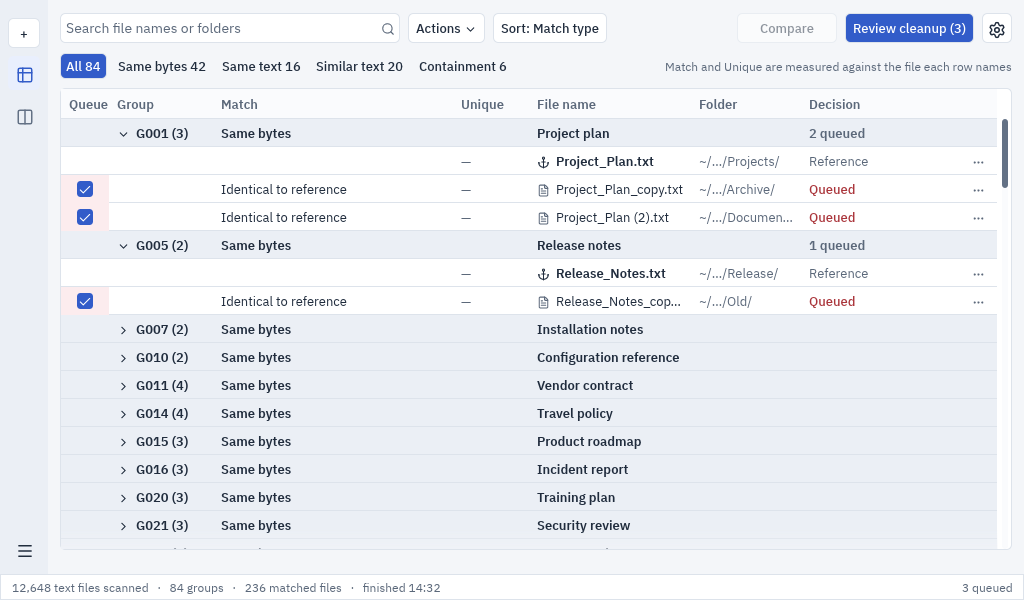 +
Search file names or folders
Actions
Sort: Match type
Compare
Review cleanup (3)
All 84
Same bytes 42
Same text 16
Similar text 20
Containment 6
Match and Unique are measured against the file each row names
Queue Group Match Unique File name Folder Decision
G001 (3) Same bytes Project plan 2 queued
— Project_Plan.txt ~/…/Projects/ Reference ...
Identical to reference — Project_Plan_copy.txt ~/…/Archive/ Queued ...
Identical to reference — Project_Plan (2).txt ~/…/Documen… Queued ...
G005 (2) Same bytes Release notes 1 queued
— Release_Notes.txt ~/…/Release/ Reference ...
Identical to reference — Release_Notes_cop… ~/…/Old/ Queued ...
G007 (2) Same bytes Installation notes
G010 (2) Same bytes Configuration reference
G011 (4) Same bytes Vendor contract
G014 (4) Same bytes Travel policy
G015 (3) Same bytes Product roadmap
G016 (3) Same bytes Incident report
G020 (3) Same bytes Training plan
G021 (3) Same bytes Security review
12,648 text files scanned · 84 groups · 236 matched files · finished 14:32
3 queued